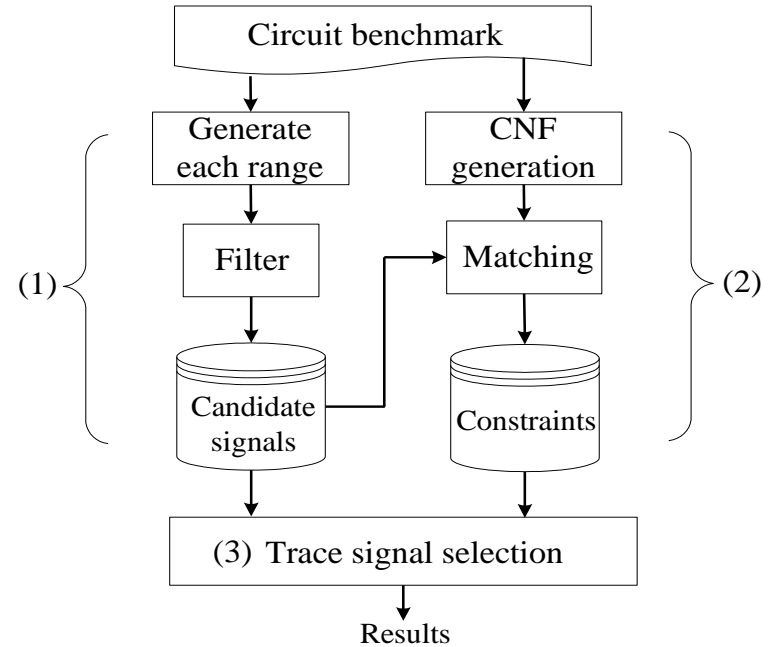 Circuit benchmark
Generate
each range
CNF
generation
Filter
Matching
(1)
(2)
Candidate
signals
Constraints
(3) Trace signal selection
Results